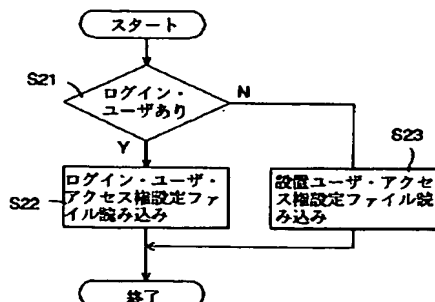 スタート
S21
ログイン・
ユーザあり
N
Y
S23
S22
ログイン・ユーザ・
アクセス権設定ファ
イル読み込み
設置ユーザ・アクセ
ス権設定ファイル読
み込み
終了